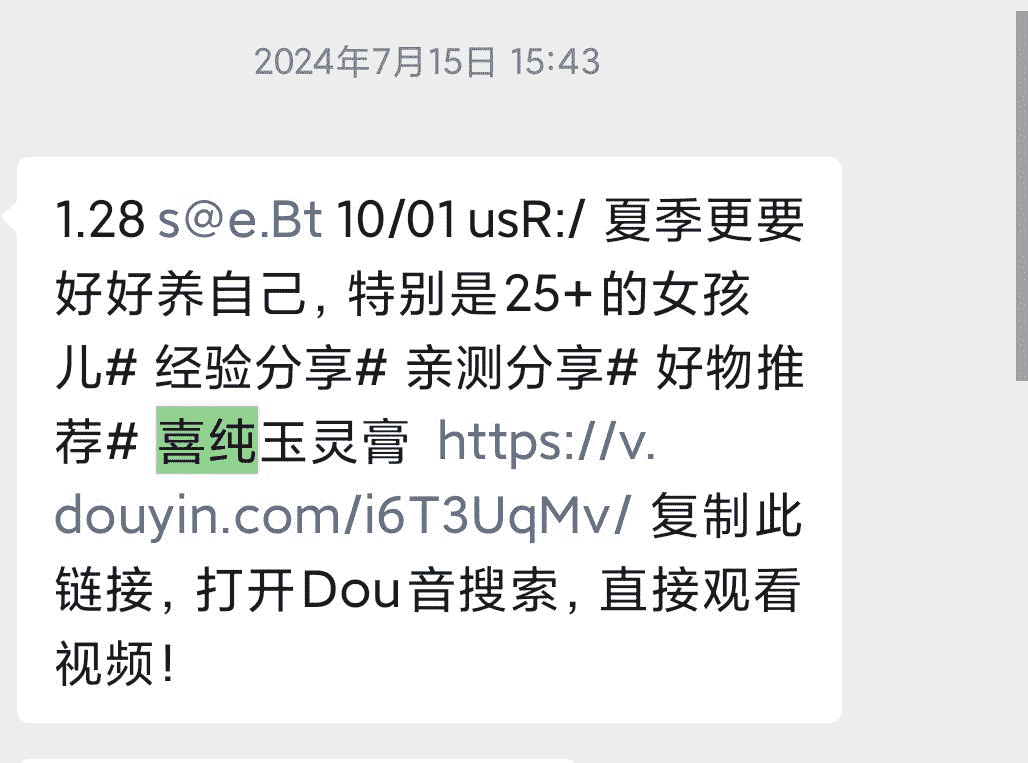 2024年7月15日 15:43
1.28 s@e.Bt 10/01 usR:/ 夏季更要
好好养自己, 特别是25+的女孩
儿# 经验分享# 亲测分享# 好物推
荐# 喜纯玉灵膏 https://v.
douyin.com/i6T3UqMv/ 复制此
链接, 打开Dou音搜索, 直接观看
视频!